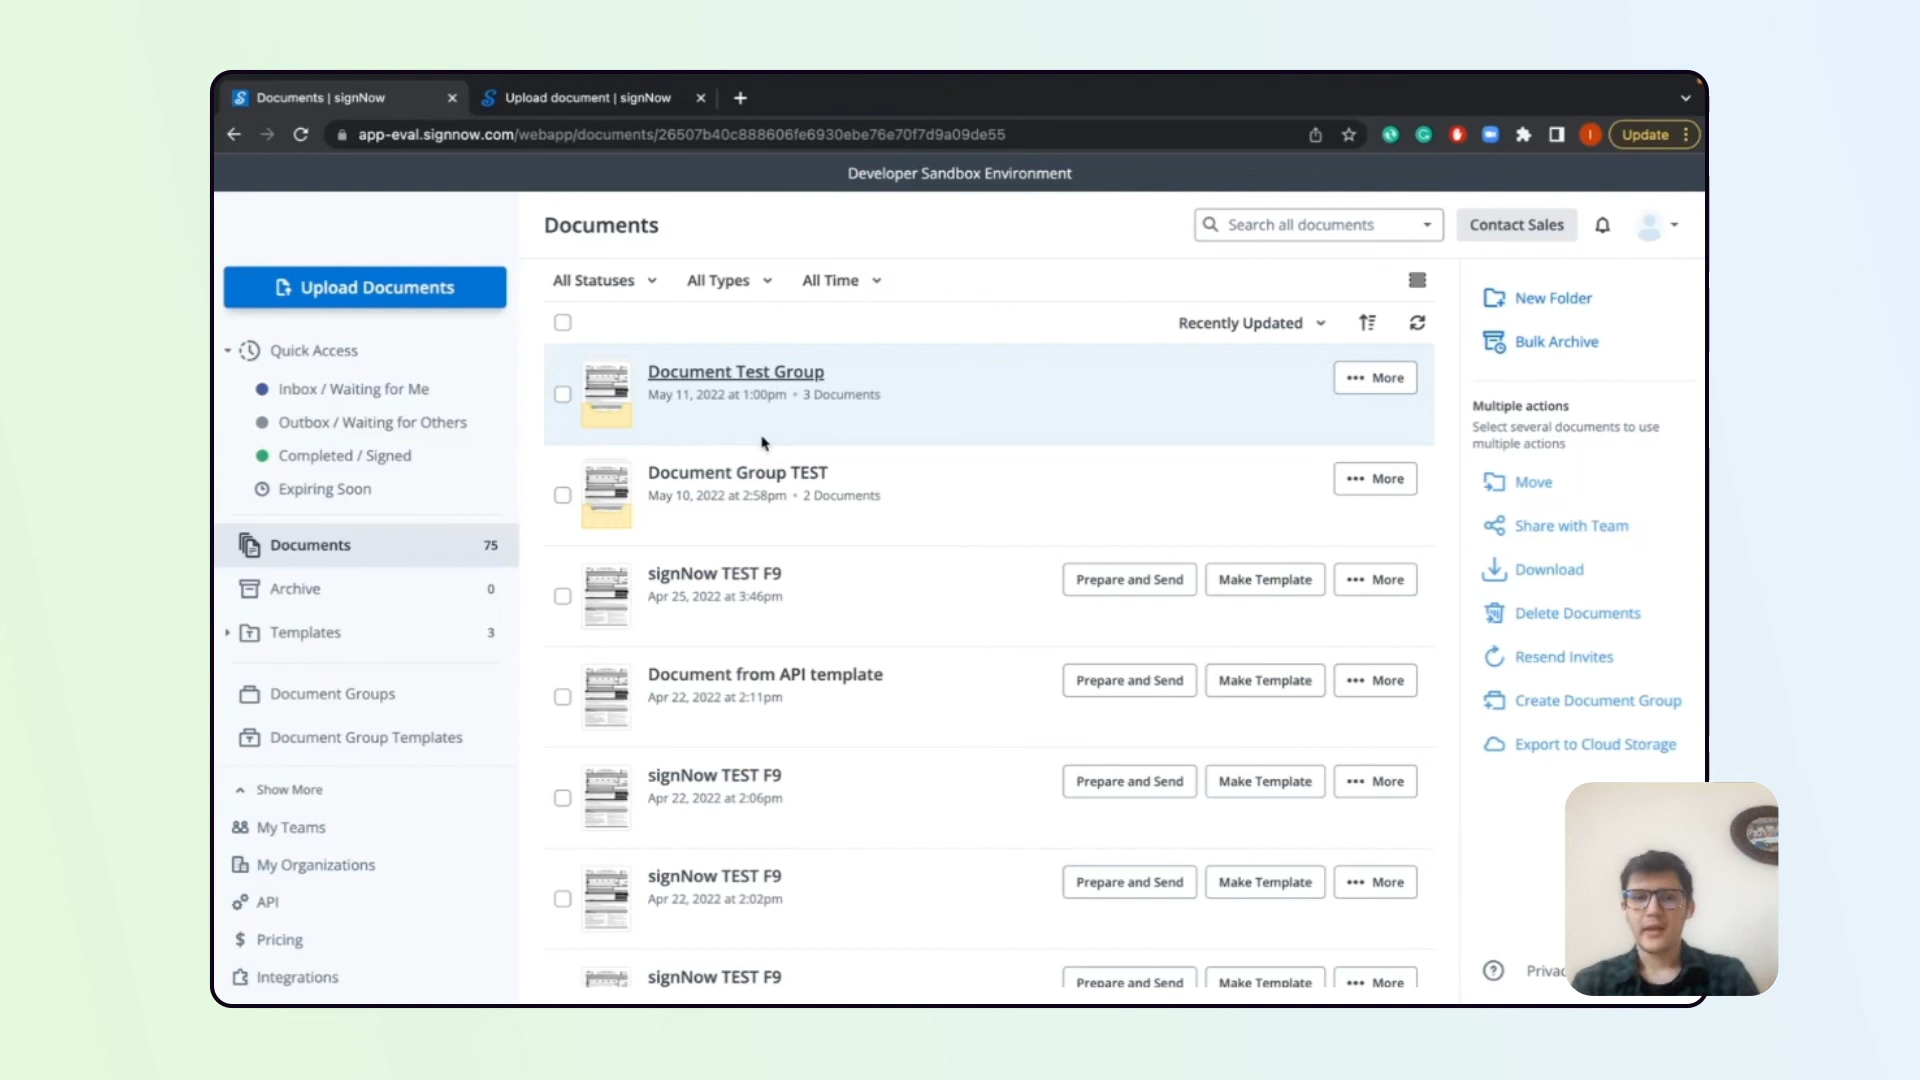 Documents | signNow
Upload document | signNow
app-eval.signnow.com/webapp/documents/26507b40c888606fe6930ebe76e70f7d9a09de55
Update
Developer Sandbox Environment
Documents
Search all documents
Contact Sales
Upload Documents
All Statuses
All Types
All Time
Recently Updated
Quick Access
Inbox / Waiting for Me
Outbox / Waiting for Others
Completed / Signed
Expiring Soon
Documents 75
Archive 0
Templates 3
Document Groups
Document Group Templates
Show More
My Teams
My Organizations
API
Pricing
Integrations
Document Test Group
May 11, 2022 at 1:00pm • 3 Documents
More
Document Group TEST
May 10, 2022 at 2:58pm • 2 Documents
More
signNow TEST F9
Apr 25, 2022 at 3:46pm
Prepare and Send Make Template More
Document from API template
Apr 22, 2022 at 2:11pm
Prepare and Send Make Template More
signNow TEST F9
Apr 22, 2022 at 2:06pm
Prepare and Send Make Template More
signNow TEST F9
Apr 22, 2022 at 2:02pm
Prepare and Send Make Template More
signNow TEST F9
Prepare and Send Make Template More
New Folder
Bulk Archive
Multiple actions
Select several documents to use
multiple actions
Move
Share with Team
Download
Delete Documents
Resend Invites
Create Document Group
Export to Cloud Storage
Privac